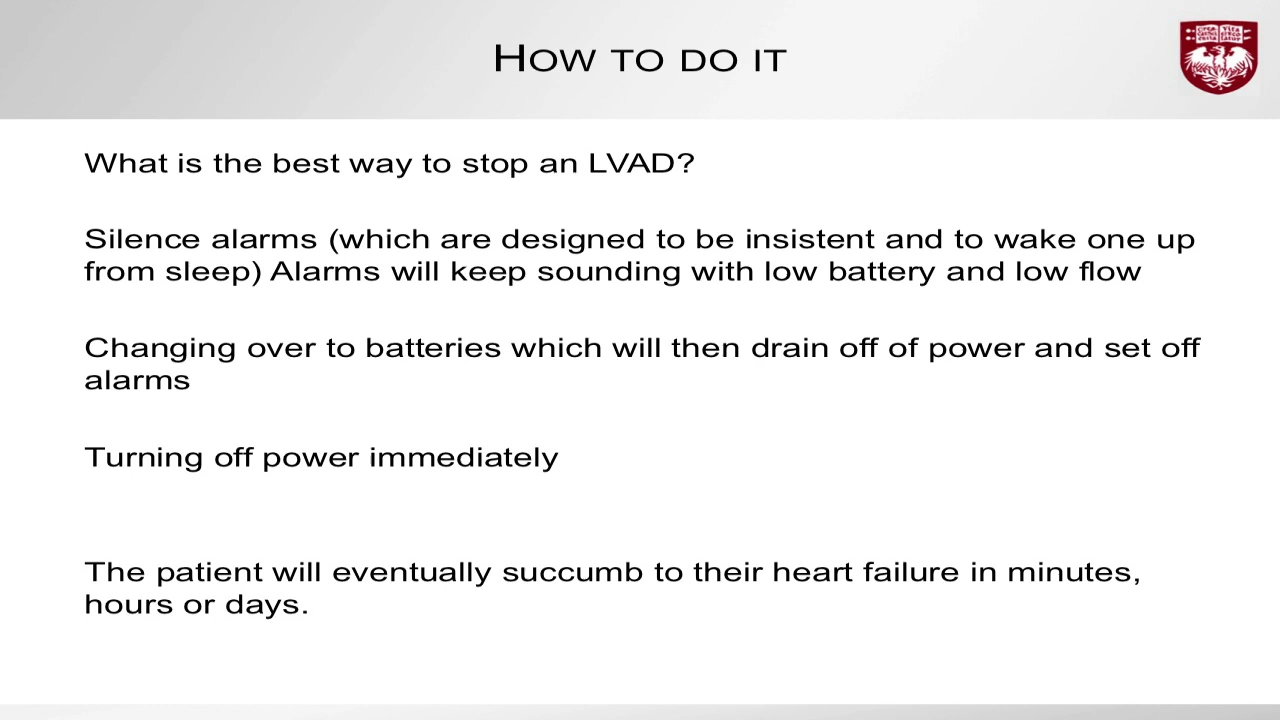 HOW TO DO IT
What is the best way to stop an LVAD?
Silence alarms (which are designed to be insistent and to wake one up
from sleep) Alarms will keep sounding with low battery and low flow
Changing over to batteries which will then drain off of power and set off
alarms
Turning off power immediately
The patient will eventually succumb to their heart failure in minutes,
hours or days.